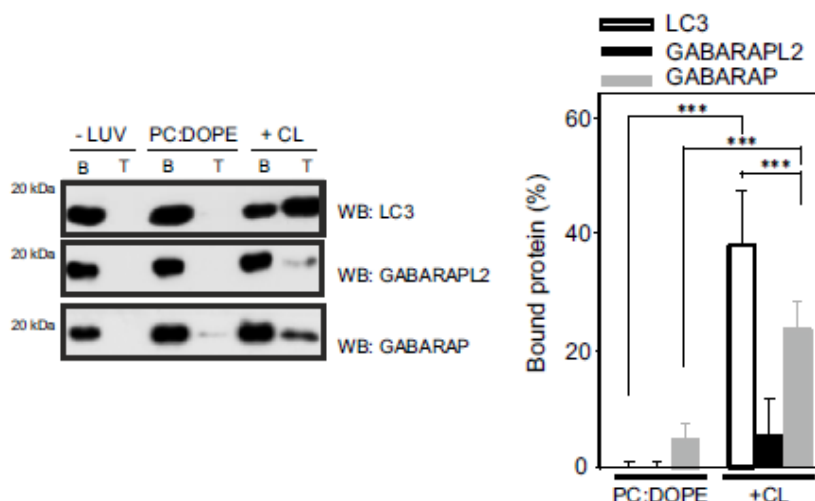 - LUV PC:DOPE + CL
B T B T B T
20 kDa
WB: LC3
20 kDa
WB: GABARAPL2
20 kDa
WB: GABARAP
LC3
GABARAPL2
GABARAP
Bound protein (%)
60
40
20
0
***
***
***
PC:DOPE +CL